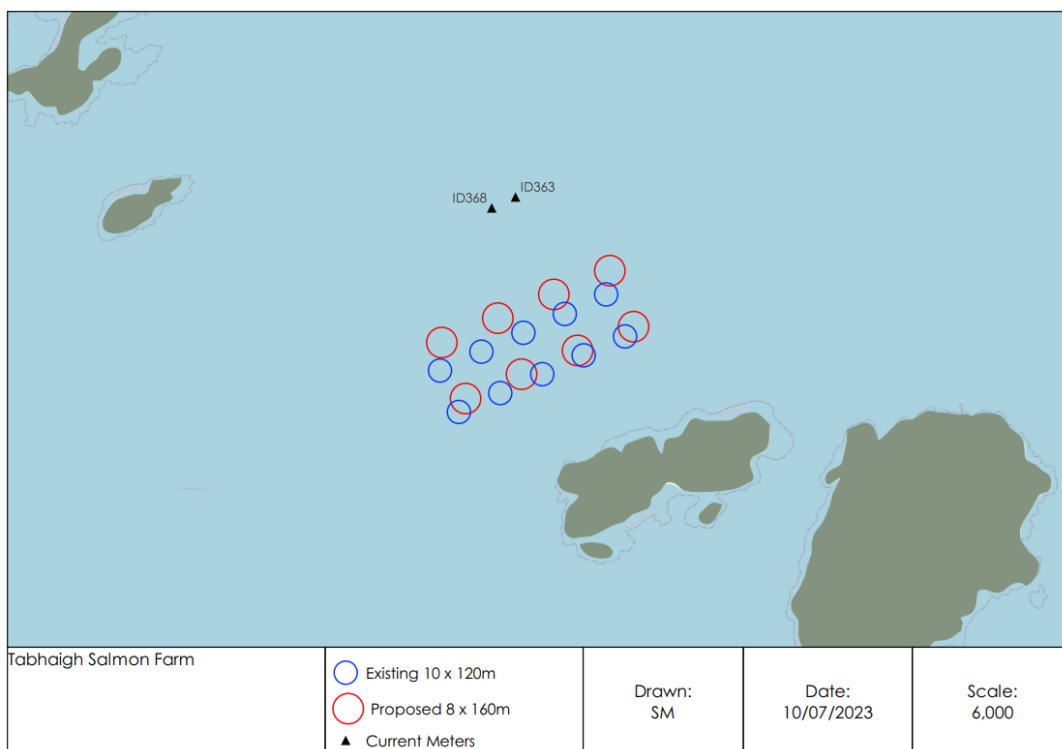 ID363
ID368
Tabhaigh Salmon Farm
Existing 10 x 120m
Proposed 8 x 160m
Current Meters
Drawn:
SM
Date:
10/07/2023
Scale:
6,000